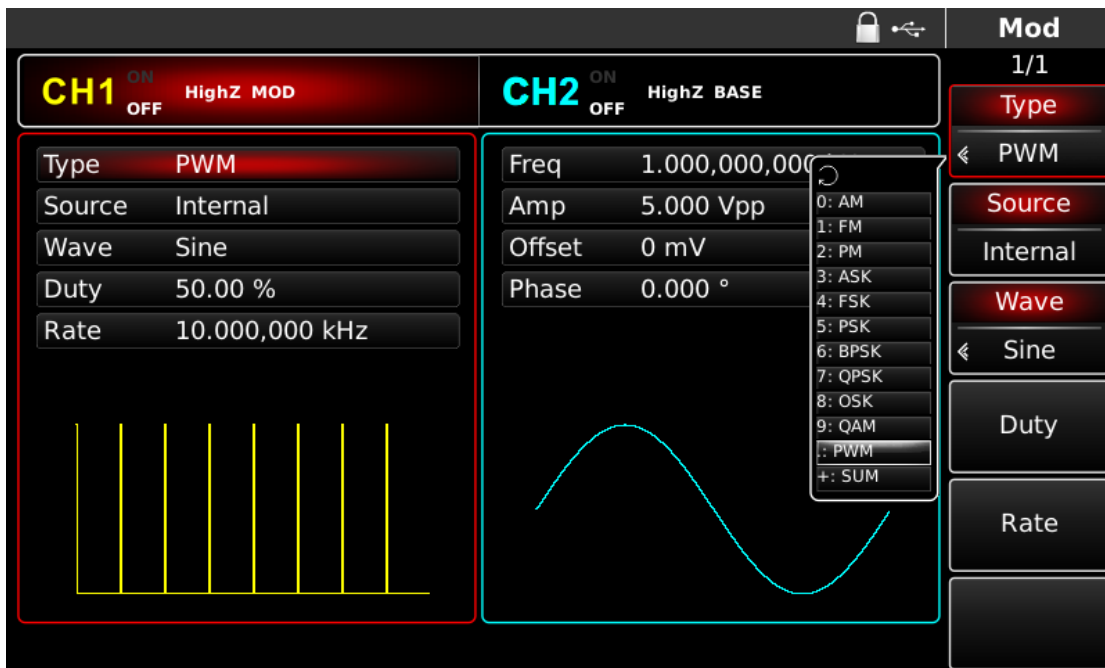 Mod
1/1
CH1 ON OFF HighZ MOD
CH2 ON OFF HighZ BASE
Type PWM
Source Internal
Wave Sine
Duty 50.00 %
Rate 10.000,000 kHz
Freq 1.000,000,000
Amp 5.000 Vpp
Offset 0 mV
Phase 0.000 °
0: AM
1: FM
2: PM
3: ASK
4: FSK
5: PSK
6: BPSK
7: QPSK
8: OSK
9: QAM
.: PWM
+: SUM
Type
PWM
Source
Internal
Wave
Sine
Duty
Rate